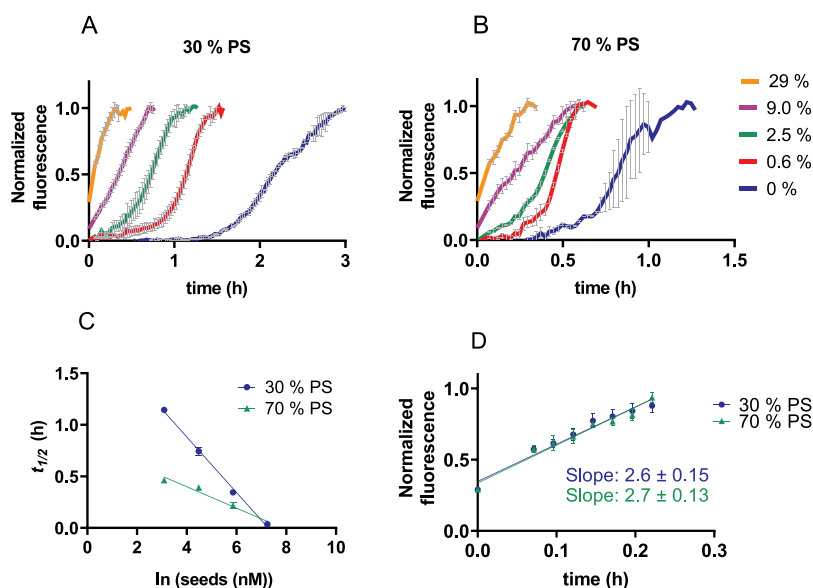 A
30 % PS
Normalized
fluorescence
1.0
0.5
0.0
0
1
2
3
time (h)
B
70 % PS
Normalized
fluorescence
1.0
0.5
0.0
0.0
0.5
1.0
1.5
time (h)
29 %
9.0 %
2.5 %
0.6 %
0 %
C
t1/2 (h)
1.5
1.0
0.5
0.0
0
2
4
6
8
10
ln (seeds (nM))
30 % PS
70 % PS
D
Normalized
fluorescence
1.0
0.5
0.0
0.0
0.1
0.2
0.3
time (h)
30 % PS
70 % PS
Slope: 2.6 ± 0.15
Slope: 2.7 ± 0.13